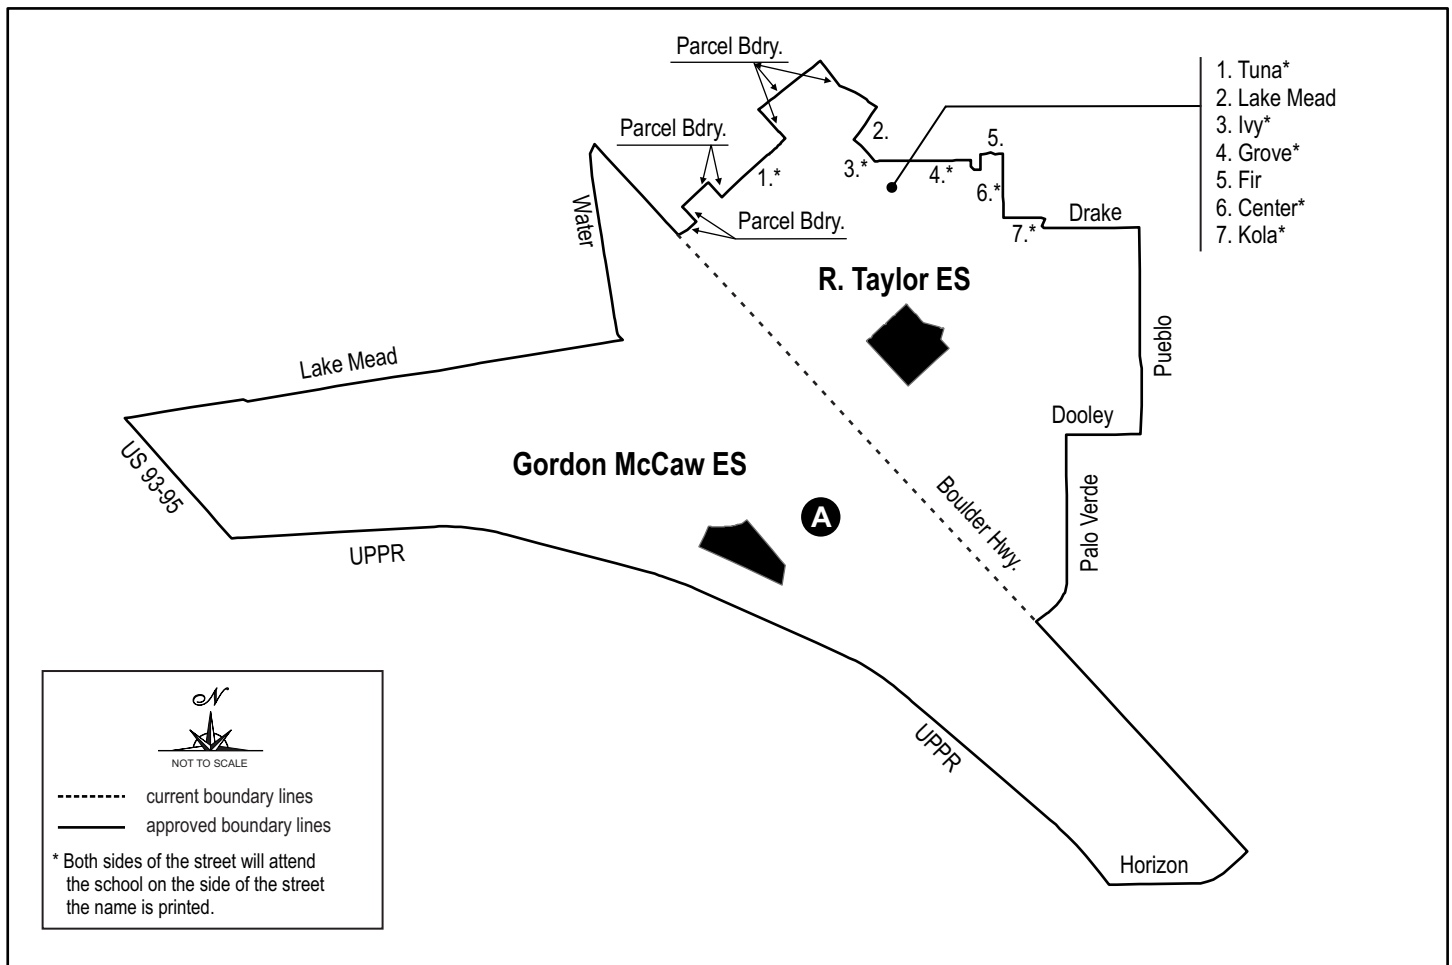 Parcel Bdry.
Parcel Bdry.
Parcel Bdry.
1.*
2.
3.*
4.*
5.
6.*
7.*
1. Tuna*
2. Lake Mead
3. Ivy*
4. Grove*
5. Fir
6. Center*
7. Kola*
Water
Drake
R. Taylor ES
Pueblo
Lake Mead
Dooley
US 93-95
Gordon McCaw ES
A
Boulder Hwy.
Palo Verde
UPPR
UPPR
Horizon
N
NOT TO SCALE
current boundary lines
approved boundary lines
* Both sides of the street will attend
the school on the side of the street
the name is printed.